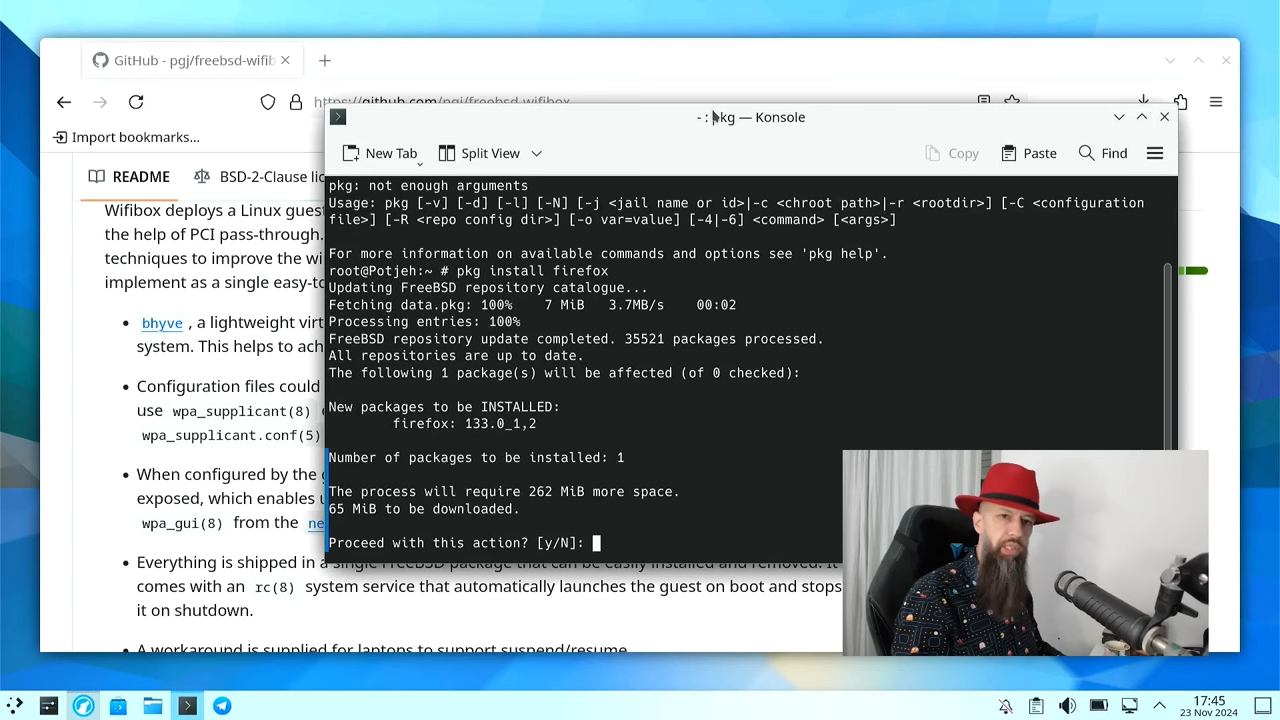 GitHub - pgj/freebsd-wifib
https://github.com/pgj/freebsd-wifibox
Import bookmarks...
- : pkg — Konsole
New Tab
Split View
Copy
Paste
Find
README
BSD-2-Clause lic
Wifibox deploys a Linux guest
the help of PCI pass-through.
techniques to improve the wi
implement as a single easy-to
bhyve , a lightweight virt
system. This helps to ach
Configuration files could
use wpa_supplicant(8)
wpa_supplicant.conf(5)
When configured by the
exposed, which enables
wpa_gui(8) from the ne
Everything is shipped in a single FreeBSD package that can be easily installed and removed. It
comes with an rc(8) system service that automatically launches the guest on boot and stops
it on shutdown.
A workaround is supplied for laptops to support suspend/resume.
pkg: not enough arguments
Usage: pkg [-v] [-d] [-l] [-N] [-j <jail name or id>|-c <chroot path>|-r <rootdir>] [-C <configuration
file>] [-R <repo config dir>] [-o var=value] [-4|-6] <command> [<args>]
For more information on available commands and options see 'pkg help'.
root@Potjeh:~ # pkg install firefox
Updating FreeBSD repository catalogue...
Fetching data.pkg: 100% 7 MiB 3.7MB/s 00:02
Processing entries: 100%
FreeBSD repository update completed. 35521 packages processed.
All repositories are up to date.
The following 1 package(s) will be affected (of 0 checked):
New packages to be INSTALLED:
firefox: 133.0_1,2
Number of packages to be installed: 1
The process will require 262 MiB more space.
65 MiB to be downloaded.
Proceed with this action? [y/N]:
17:45
23 Nov 2024